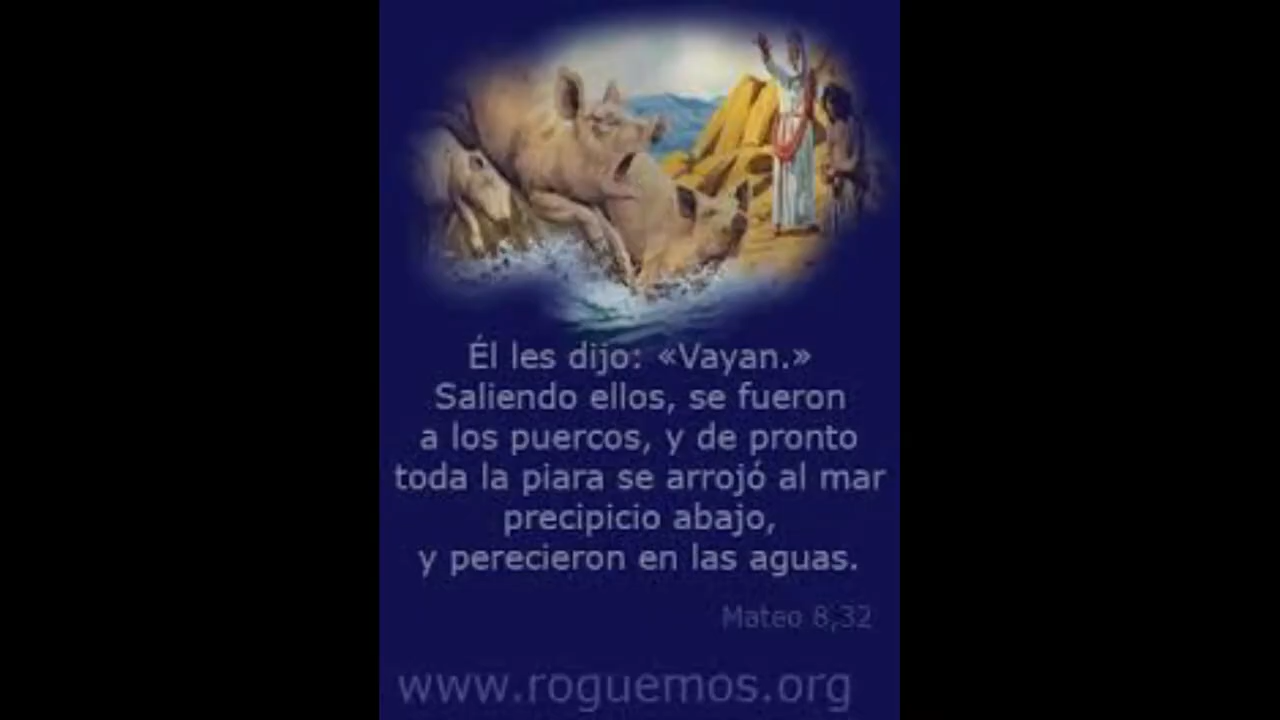 Él les dijo: «Vayan.»
Saliendo ellos, se fueron
a los puercos, y de pronto
toda la piara se arrojó al mar
precipicio abajo,
y perecieron en las aguas.
Mateo 8,32
www.roguemos.org